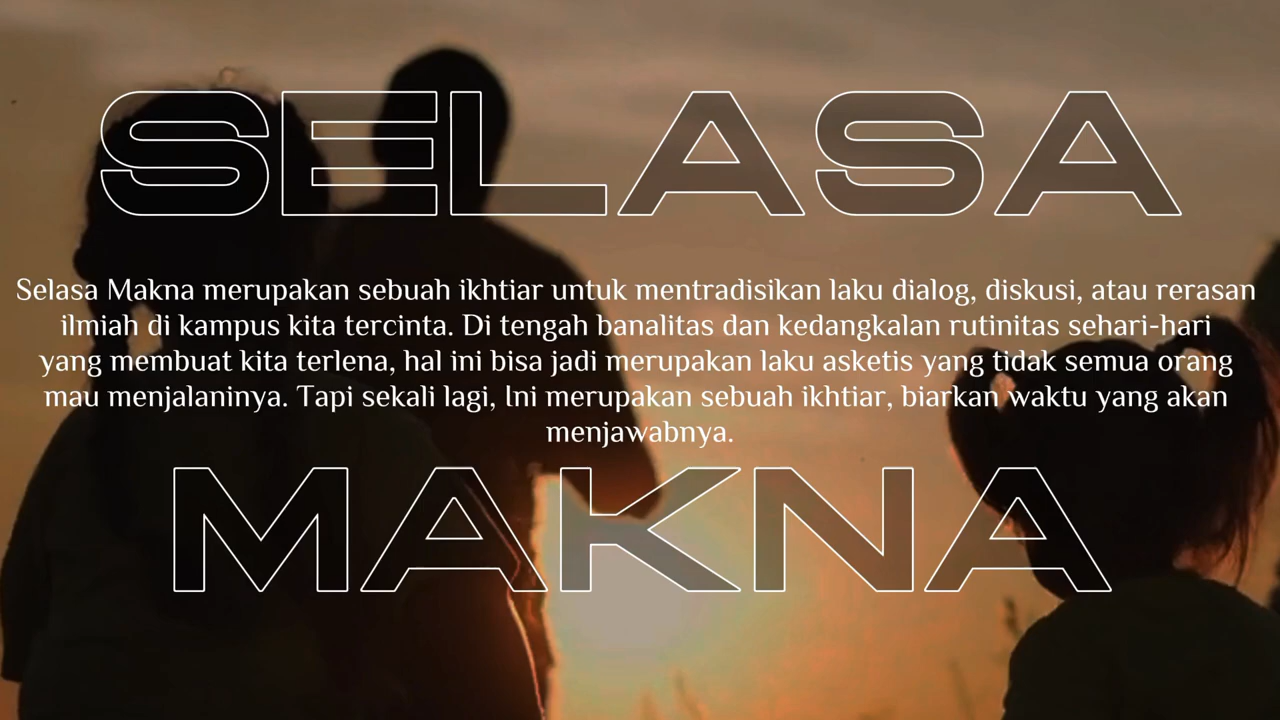 SELASA
Selasa Makna merupakan sebuah ikhtiar untuk mentradisikan laku dialog, diskusi, atau rerasan
ilmiah di kampus kita tercinta. Di tengah banalitas dan kedangkalan rutinitas sehari-hari
yang membuat kita terlena, hal ini bisa jadi merupakan laku asketis yang tidak semua orang
mau menjalaninya. Tapi sekali lagi, Ini merupakan sebuah ikhtiar, biarkan waktu yang akan
menjawabnya.
MAKNA